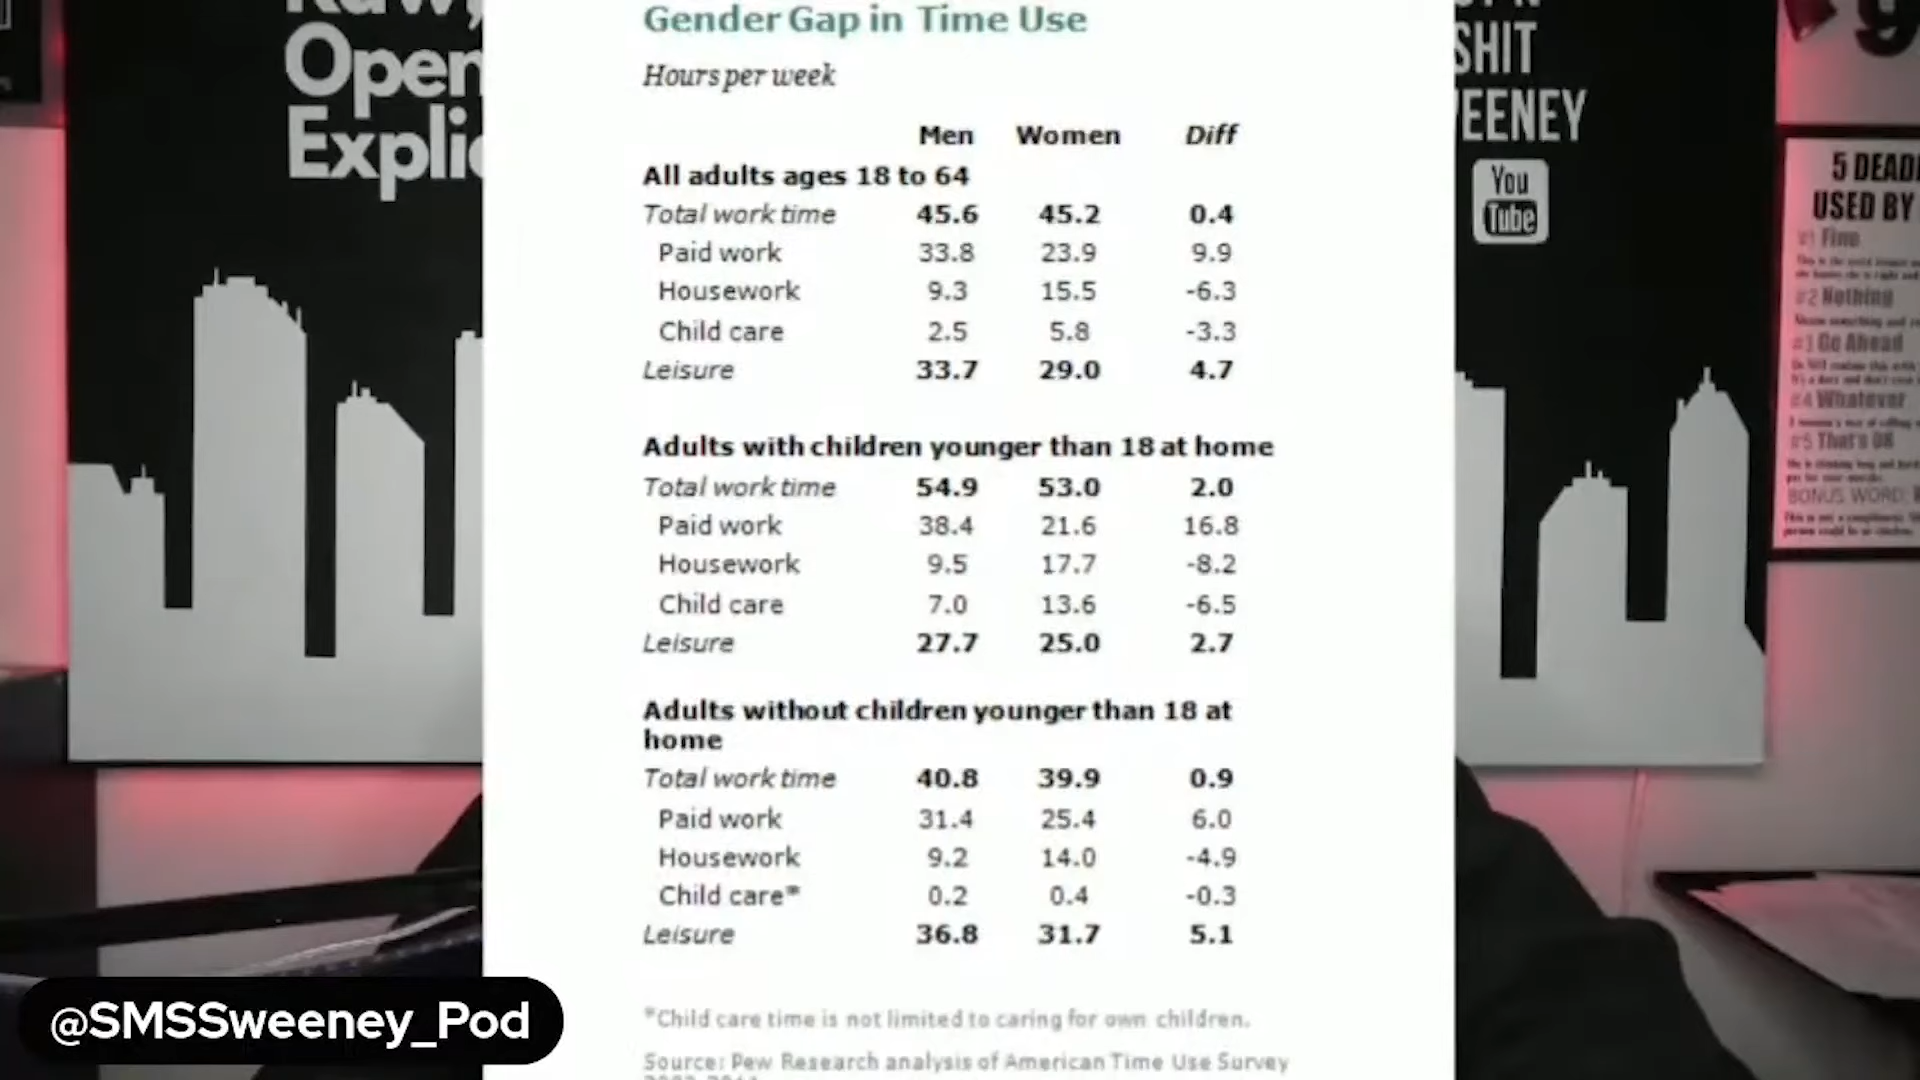 Open
Explic
Gender Gap in Time Use
Hours per week
Men Women Diff
All adults ages 18 to 64
Total work time 45.6 45.2 0.4
Paid work 33.8 23.9 9.9
Housework 9.3 15.5 -6.3
Child care 2.5 5.8 -3.3
Leisure 33.7 29.0 4.7
Adults with children younger than 18 at home
Total work time 54.9 53.0 2.0
Paid work 38.4 21.6 16.8
Housework 9.5 17.7 -8.2
Child care 7.0 13.6 -6.5
Leisure 27.7 25.0 2.7
Adults without children younger than 18 at
home
Total work time 40.8 39.9 0.9
Paid work 31.4 25.4 6.0
Housework 9.2 14.0 -4.9
Child care* 0.2 0.4 -0.3
Leisure 36.8 31.7 5.1
*Child care time is not limited to caring for own children.
Source: Pew Research analysis of American Time Use Survey
SHIT
EENEY
You
Tube
5 DEADL
USED BY
#1 Fine
#2 Nothing
#3 Go Ahead
#4 Whatever
#5 That's OK
BONUS WORD:
@SMSSweeney_Pod